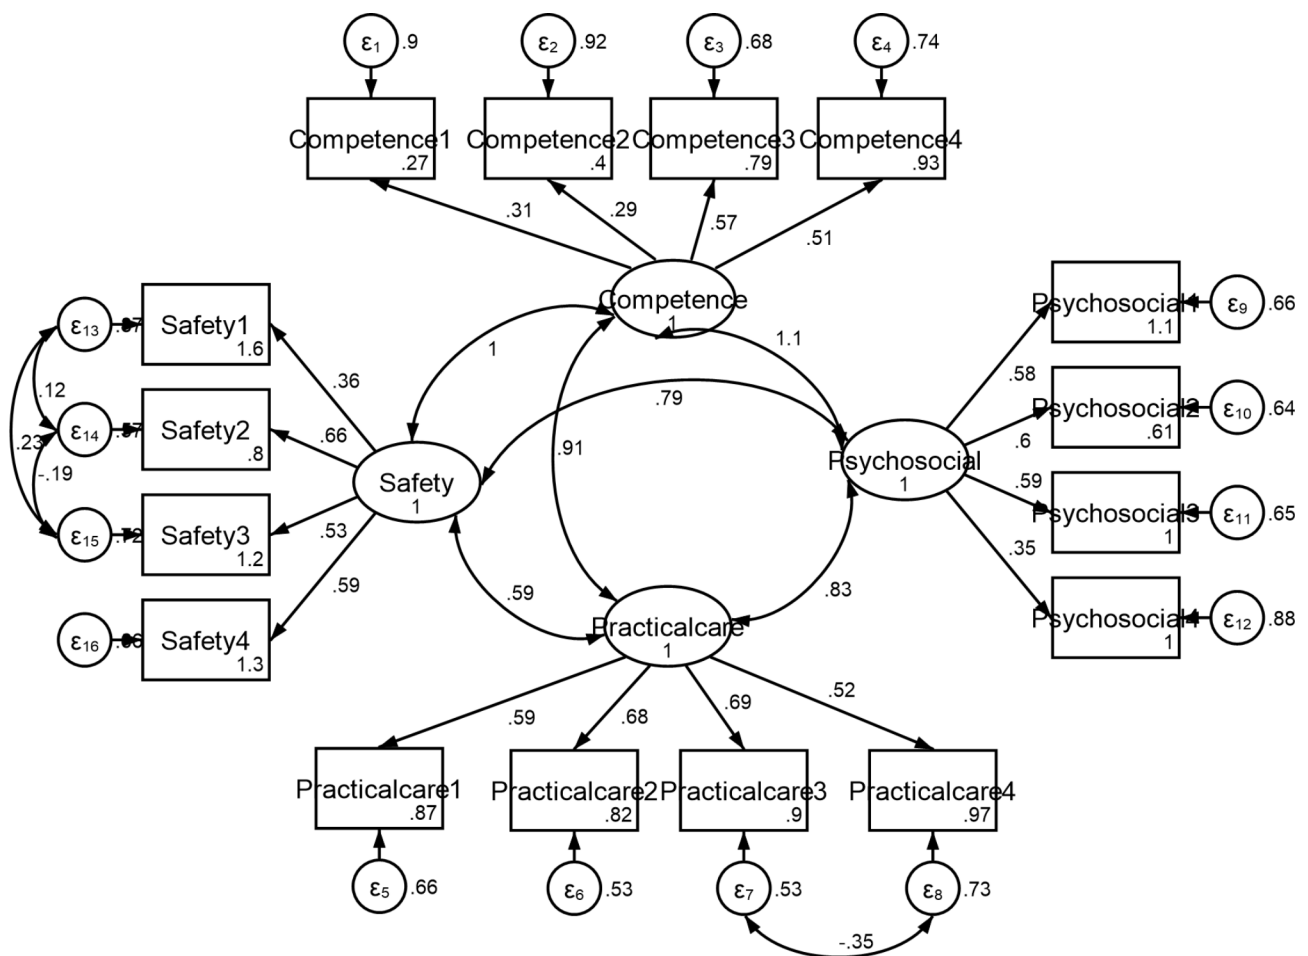 ε1 .9 ε2 .92 ε3 .68 ε4 .74
Competence1 Competence2 Competence3 Competence4
.27 .4 .79 .93
.31 .29 .57 .51
Competence
1
1 1.1
.79
.91
ε13 Safety1
1.6
.12
.36
ε14 Safety2
.8
.23
-.19
.66
Safety
1
ε15 Safety3
1.2
.53
.59
ε16 Safety4
1.3
Psychosocial
1
Psychosocial1 ε9 .66
1.1
.58
Psychosocial2 ε10 .64
.61
.6
.59
Psychosocial3 ε11 .65
1
.35
Psychosocial4 ε12 .88
1
.59 .83
Practicalcare
1
.59 .68 .69 .52
Practicalcare1 Practicalcare2 Practicalcare3 Practicalcare4
.87 .82 .9 .97
ε5 .66 ε6 .53 ε7 .53 ε8 .73
-.35